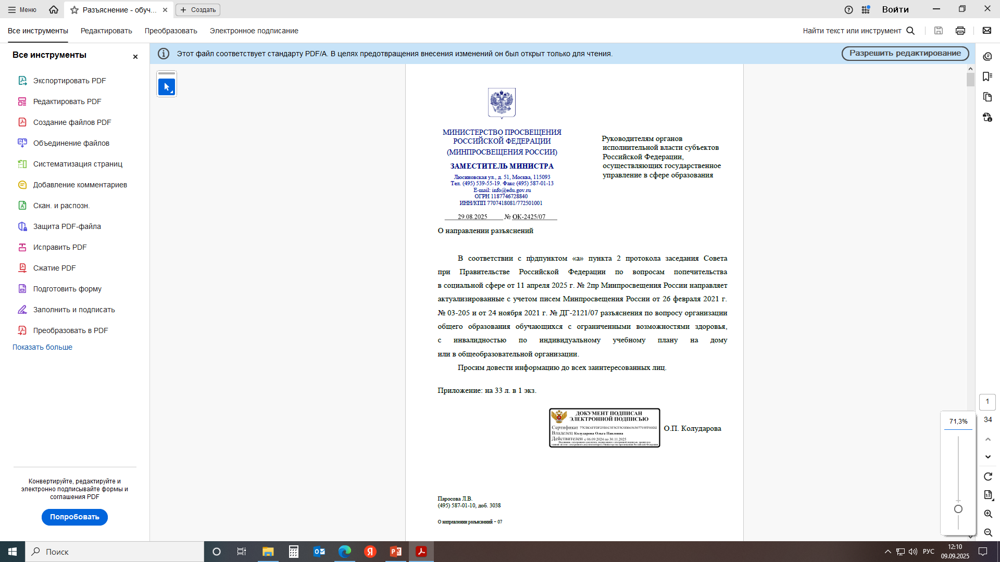 Меню
Разъяснение - обуч...
Создать
Войти
Все инструменты
Редактировать
Преобразовать
Электронное подписание
Найти текст или инструмент
Все инструменты
Этот файл соответствует стандарту PDF/A. В целях предотвращения внесения изменений он был открыт только для чтения.
Разрешить редактирование
Экспортировать PDF
Редактировать PDF
Создание файлов PDF
Объединение файлов
Систематизация страниц
Добавление комментариев
Скан. и распозн.
Защита PDF-файла
Исправить PDF
Сжатие PDF
Подготовить форму
Заполнить и подписать
Преобразовать в PDF
Показать больше
Конвертируйте, редактируйте и
электронно подписывайте формы и
соглашения PDF
Попробовать
МИНИСТЕРСТВО ПРОСВЕЩЕНИЯ
РОССИЙСКОЙ ФЕДЕРАЦИИ
(МИНПРОСВЕЩЕНИЯ РОССИИ)
ЗАМЕСТИТЕЛЬ МИНИСТРА
Люсиновская ул., д. 51, Москва, 115093
Тел. (495) 539-55-19. Факс (495) 587-01-13
E-mail: info@edu.gov.ru
ОГРН 1187746728840
ИНН/КПП 7707418081/772501001
29.08.2025 № ОК-2425/07
Руководителям органов
исполнительной власти субъектов
Российской Федерации,
осуществляющих государственное
управление в сфере образования
О направлении разъяснений
В соответствии с подпунктом «а» пункта 2 протокола заседания Совета
при Правительстве Российской Федерации по вопросам попечительства
в социальной сфере от 11 апреля 2025 г. № 2пр Минпросвещения России направляет
актуализированные с учетом писем Минпросвещения России от 26 февраля 2021 г.
№ 03-205 и от 24 ноября 2021 г. № ДГ-2121/07 разъяснения по вопросу организации
общего образования обучающихся с ограниченными возможностями здоровья,
с инвалидностью по индивидуальному учебному плану на дому
или в общеобразовательной организации.
Просим довести информацию до всех заинтересованных лиц.
Приложение: на 33 л. в 1 экз.
ДОКУМЕНТ ПОДПИСАН
ЭЛЕКТРОННОЙ ПОДПИСЬЮ
Сертификат
Владелец Колударова Ольга Павловна
Действителен с 06.09.2024 по 30.11.2025
О.П. Колударова
Паросова Л.В.
(495) 587-01-10, доб. 3038
О направлении разъяснений – 07
1
34
71,3%
Поиск
РУС
12:10
09.09.2025